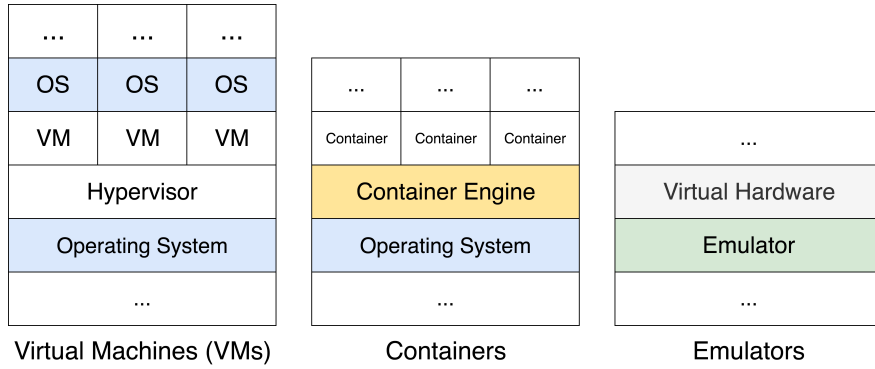 ... ... ...
OS OS OS
VM VM VM
Hypervisor
Operating System
...
Virtual Machines (VMs)
... ... ...
Container Container Container
Container Engine
Operating System
...
Containers
...
Virtual Hardware
Emulator
...
Emulators